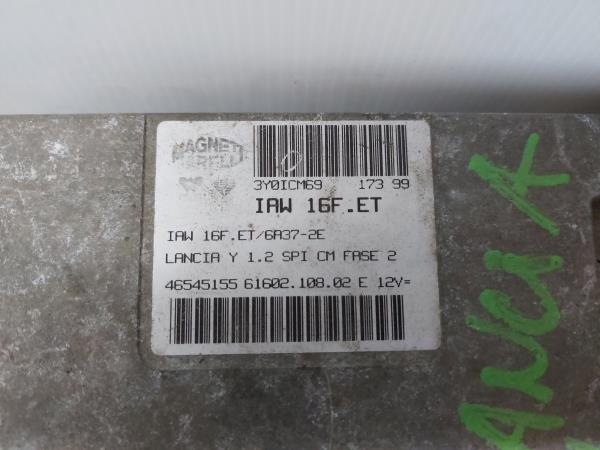 MAGNETI
MARELLI
3Y0ICM69 173 99
IAW 16F.ET
IAW 16F.ET/6A37-2E
LANCIA Y 1.2 SPI CM FASE 2
46545155 61602.108.02 E 12V=